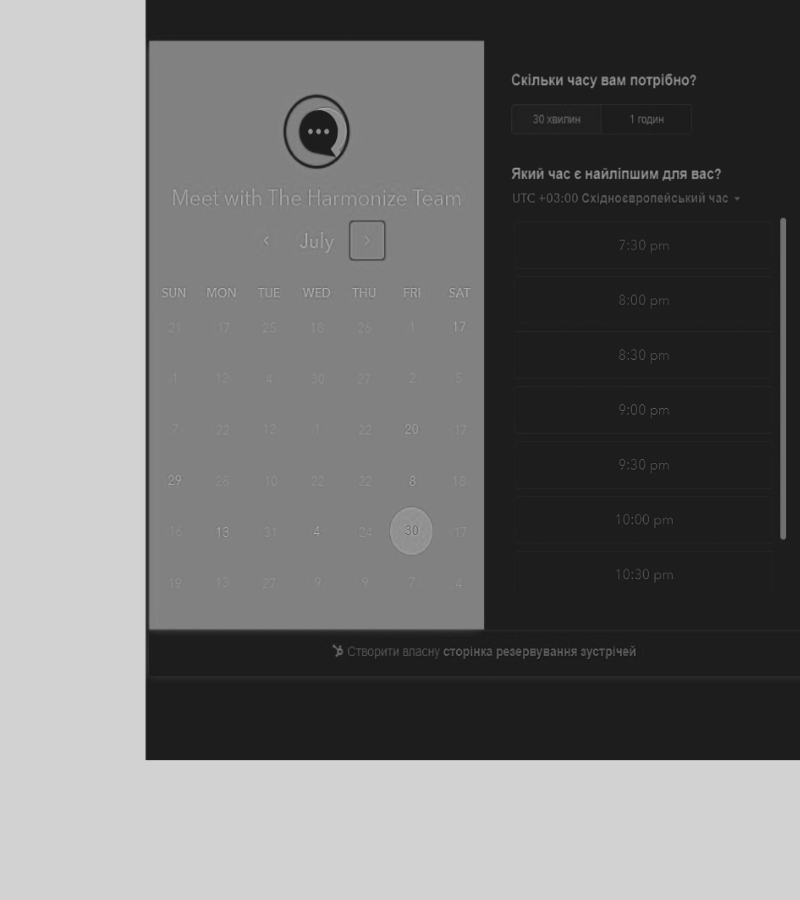 Meet with The Harmonize Team
July
SUN MON TUE WED THU FRI SAT
21 17 25 18 26 1 17
1 12 4 30 27 2 5
7 22 12 1 22 20 17
29 28 10 22 22 8 18
16 13 31 4 24 30 17
19 13 27 9 9 7 4
Скільки часу вам потрібно?
30 хвилин 1 годин
Який час є найліпшим для вас?
UTC +03:00 Східноєвропейський час
7:30 pm
8:00 pm
8:30 pm
9:00 pm
9:30 pm
10:00 pm
10:30 pm
Створити власну сторінка резервування зустрічей